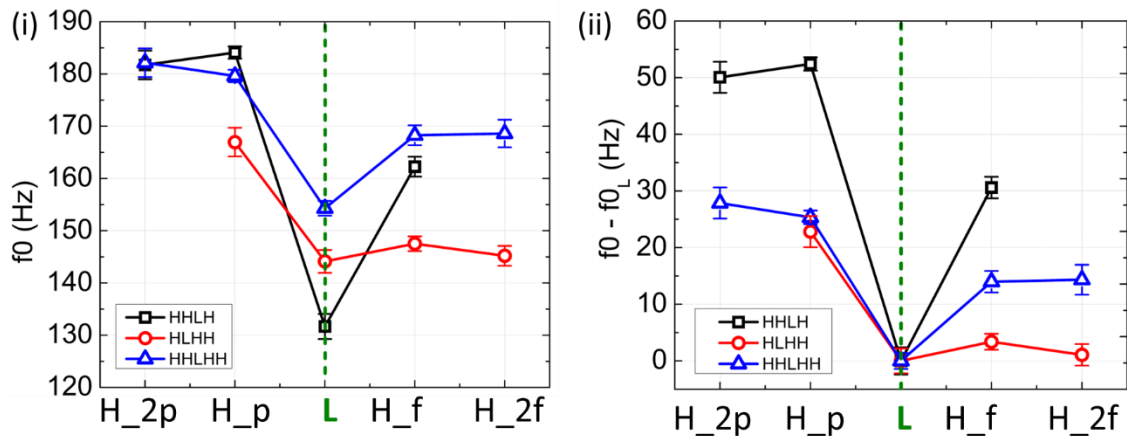 (i)
f0 (Hz)
190
180
170
160
150
140
130
120
HHLH
HLHH
HHLHH
H_2p H_p L H_f H_2f
(ii)
f0 - f0L (Hz)
60
50
40
30
20
10
0
HHLH
HLHH
HHLHH
H_2p H_p L H_f H_2f